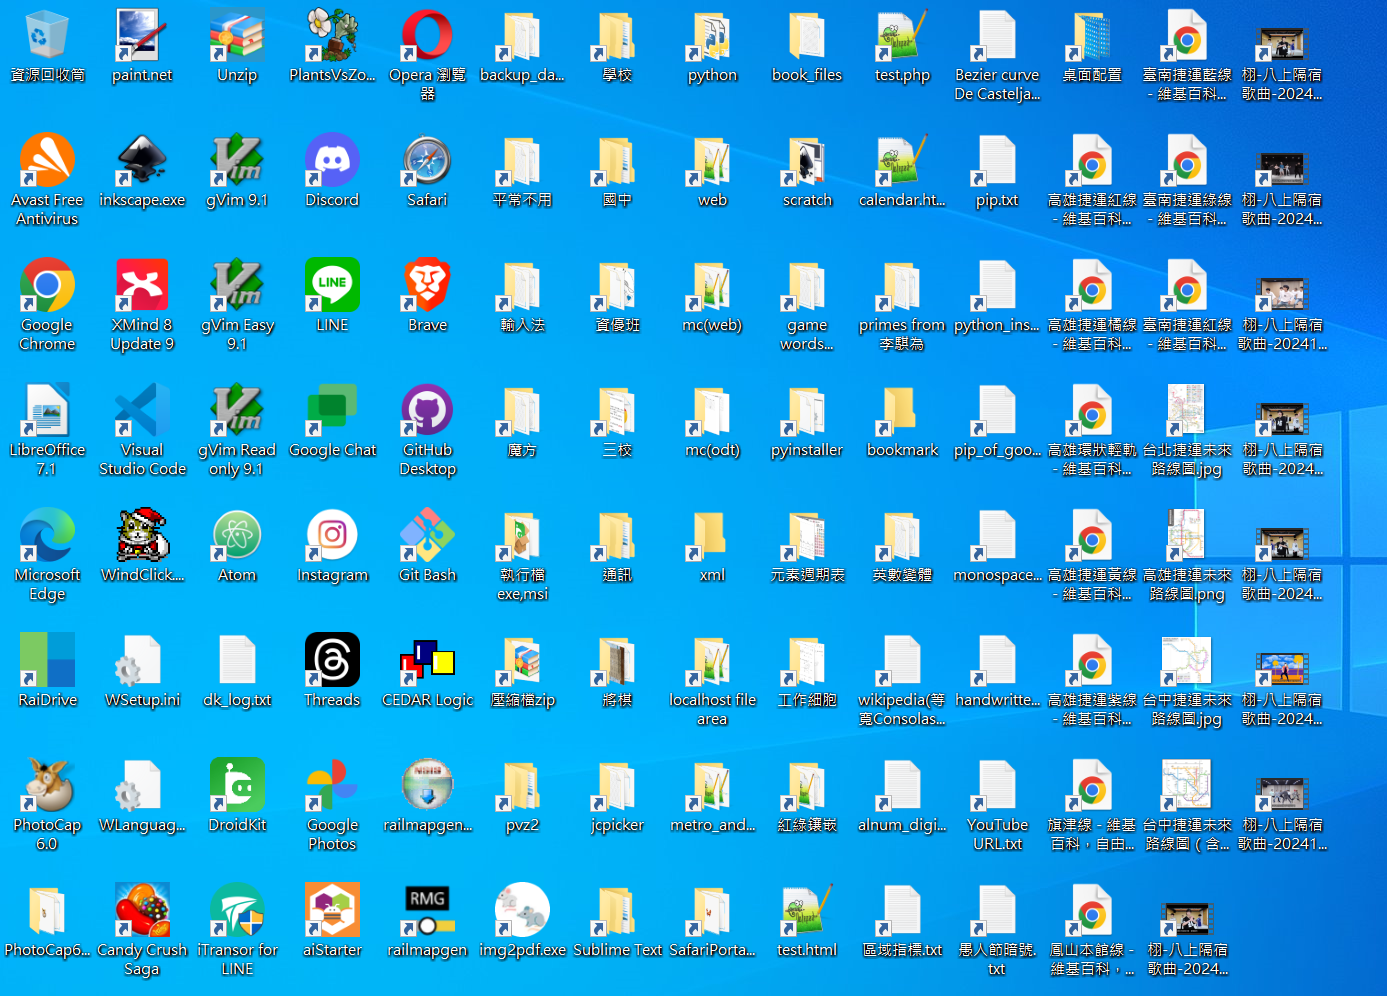 資源回收筒
paint.net
Unzip
PlantsVsZo...
Opera 瀏覽
器
backup_da...
學校
python
book_files
test.php
Bezier curve
De Castelja...
桌面配置
臺南捷運藍線
- 維基百科...
栩-八上隔宿
歌曲-2024...
Avast Free
Antivirus
inkscape.exe
gVim 9.1
Discord
Safari
平常不用
國中
web
scratch
calendar.ht...
pip.txt
高雄捷運紅線
- 維基百科...
臺南捷運綠線
- 維基百科...
栩-八上隔宿
歌曲-2024...
Google
Chrome
XMind 8
Update 9
gVim Easy
9.1
LINE
LINE
Brave
輸入法
資優班
mc(web)
game
words...
primes from
李騏為
python_ins...
高雄捷運橘線
- 維基百科...
臺南捷運紅線
- 維基百科...
栩-八上隔宿
歌曲-20241...
LibreOffice
7.1
Visual
Studio Code
gVim Read
only 9.1
Google Chat
GitHub
Desktop
魔方
三校
mc(odt)
pyinstaller
bookmark
pip_of_goo...
高雄環狀輕軌
- 維基百科...
台北捷運未來
路線圖.jpg
栩-八上隔宿
歌曲-2024...
Microsoft
Edge
WindClick....
Atom
Instagram
Git Bash
執行檔
exe,msi
通訊
xml
元素週期表
英數變體
monospace...
高雄捷運黃線
- 維基百科...
高雄捷運未來
路線圖.png
栩-八上隔宿
歌曲-2024...
RaiDrive
WSetup.ini
dk_log.txt
Threads
CEDAR Logic
壓縮檔zip
將棋
localhost file
area
工作細胞
wikipedia(等
寬Consolas...
handwritte...
高雄捷運紫線
- 維基百科...
台中捷運未來
路線圖.jpg
栩-八上隔宿
歌曲-2024...
PhotoCap
6.0
WLanguag...
DroidKit
Google
Photos
NSIS
railmapgen...
pvz2
jcpicker
metro_and...
紅綠鑲嵌
alnum_digi...
YouTube
URL.txt
旗津線 - 維基
百科，自由...
台中捷運未來
路線圖（含...
栩-八上隔宿
歌曲-20241...
PhotoCap6...
Candy Crush
Saga
iTransor for
LINE
aiStarter
RMG
railmapgen
img2pdf.exe
Sublime Text
SafariPorta...
test.html
區域指標.txt
愚人節暗號.
txt
鳳山本館線 -
維基百科，...
栩-八上隔宿
歌曲-2024...